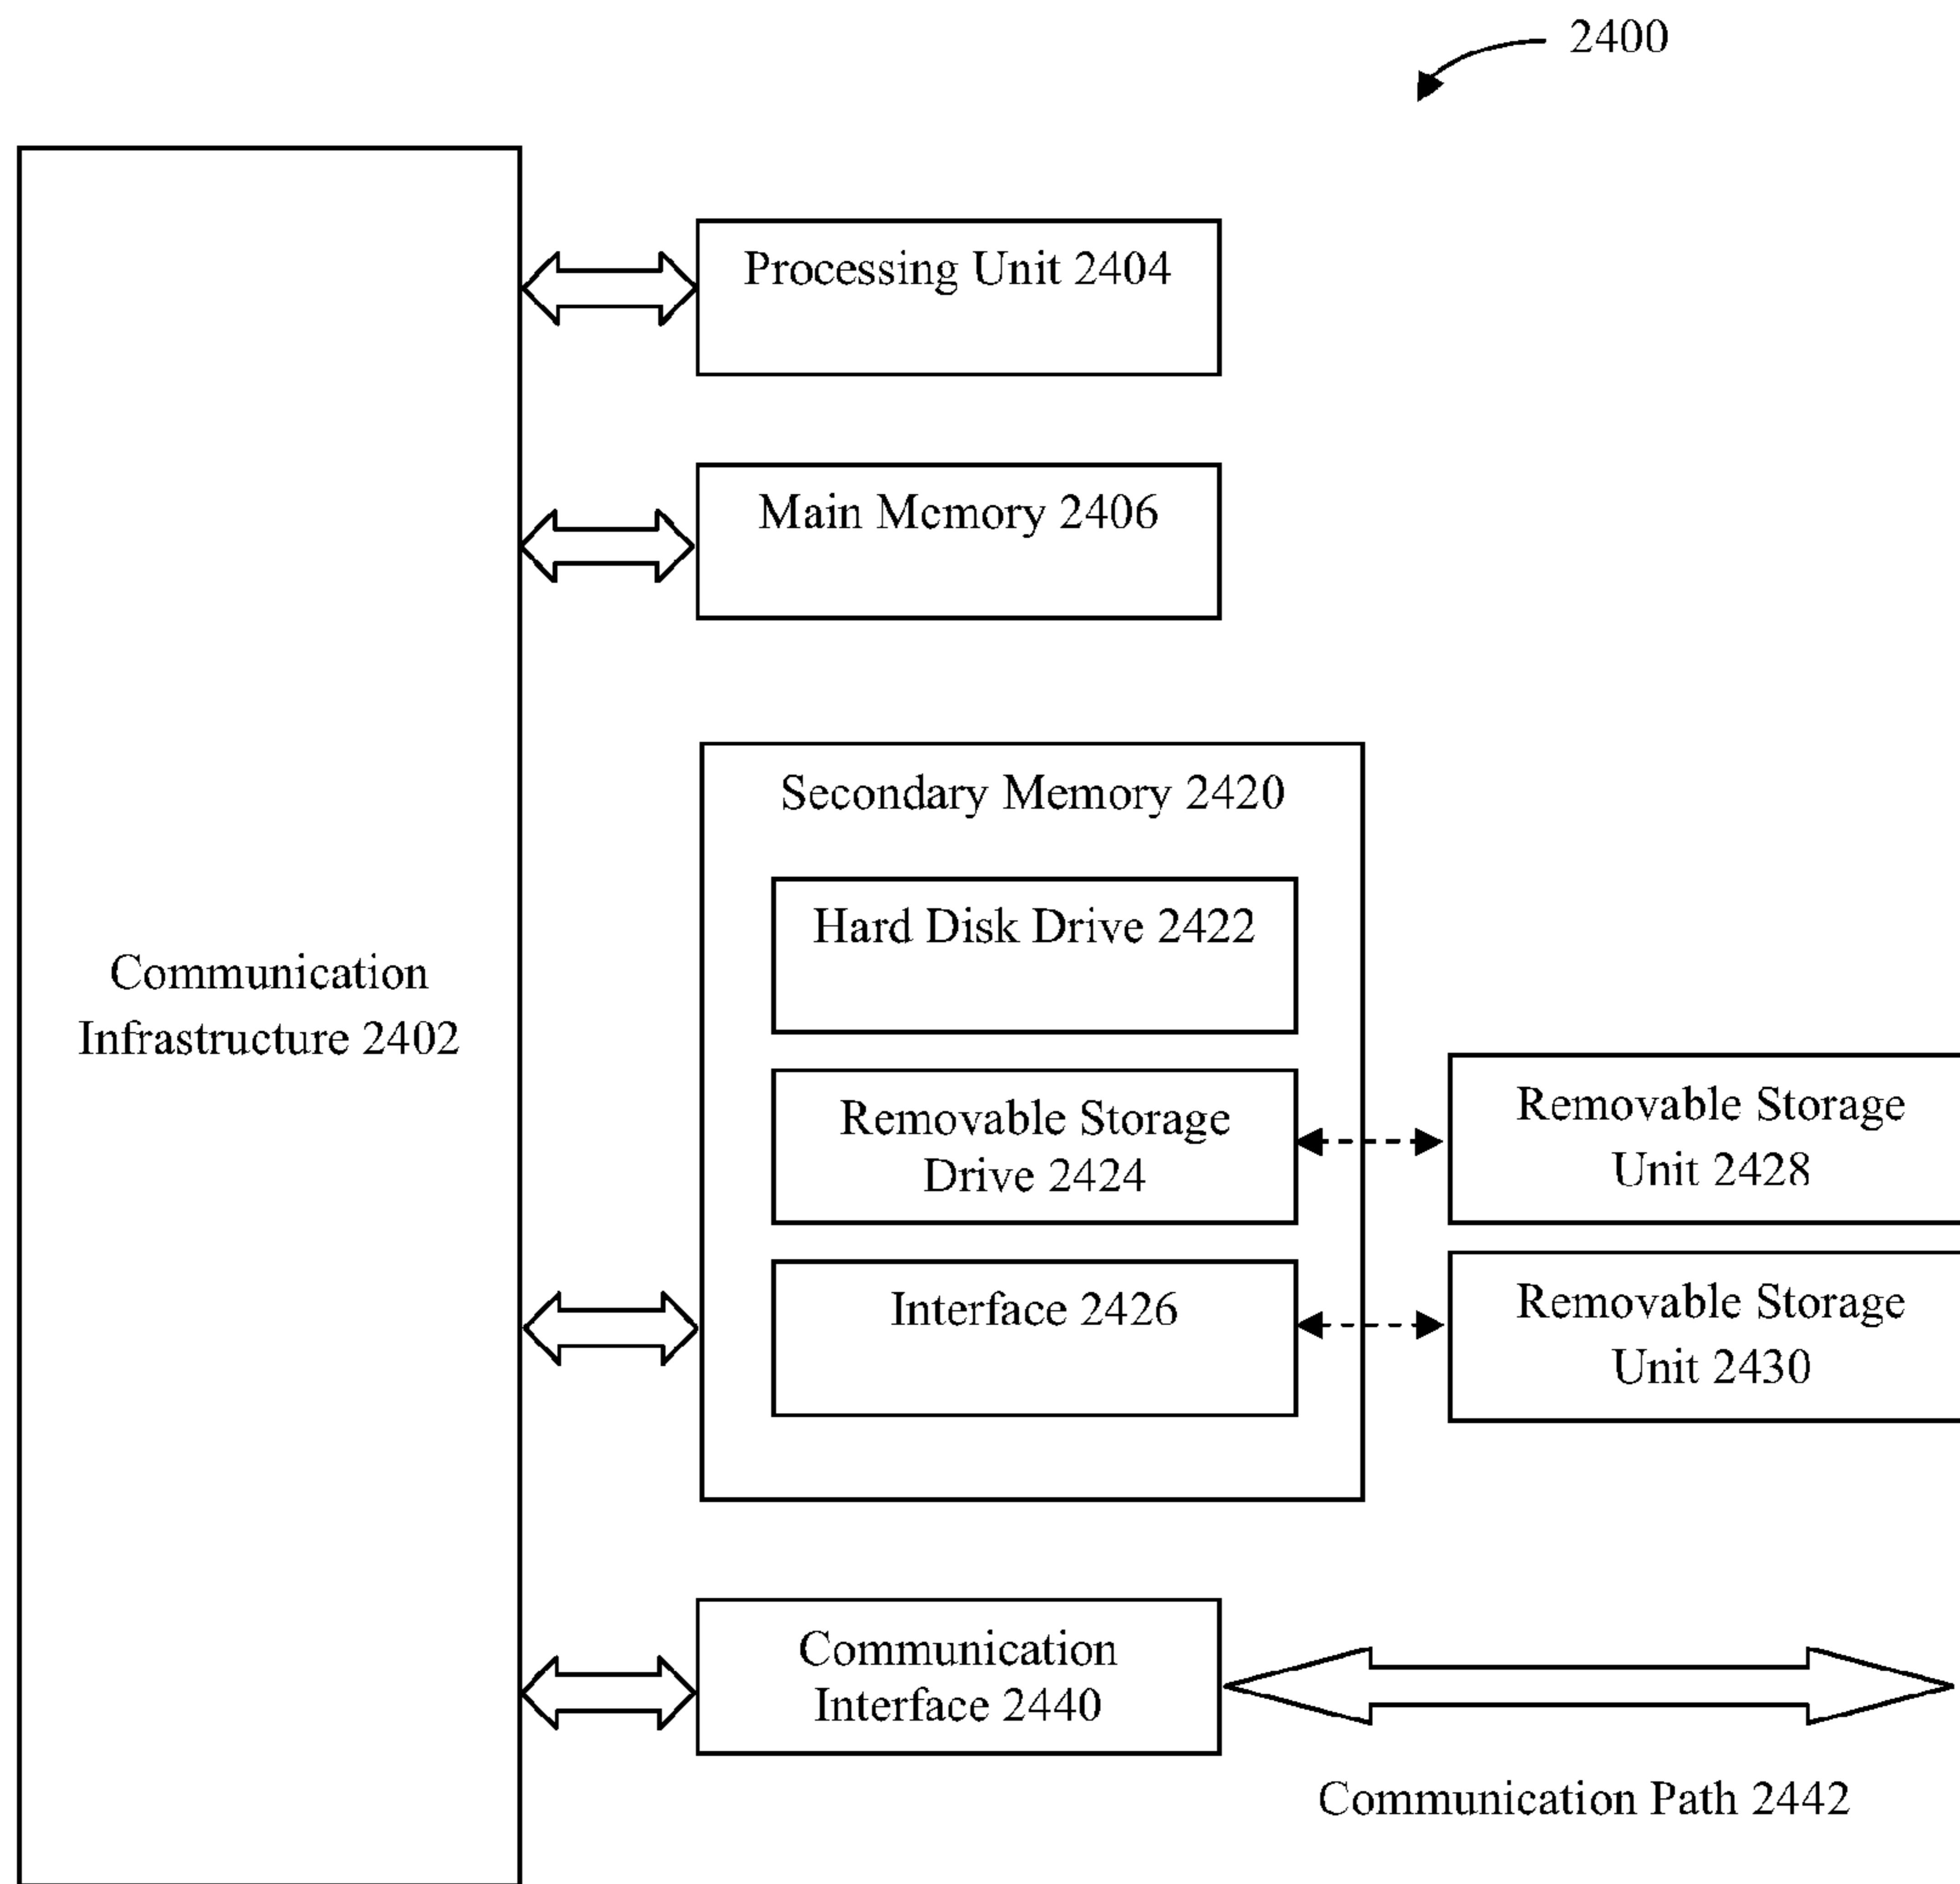 2400
Processing Unit 2404
Main Memory 2406
Secondary Memory 2420
Hard Disk Drive 2422
Communication
Infrastructure 2402
Removable Storage
Drive 2424
Removable Storage
Unit 2428
Interface 2426
Removable Storage
Unit 2430
Communication
Interface 2440
Communication Path 2442